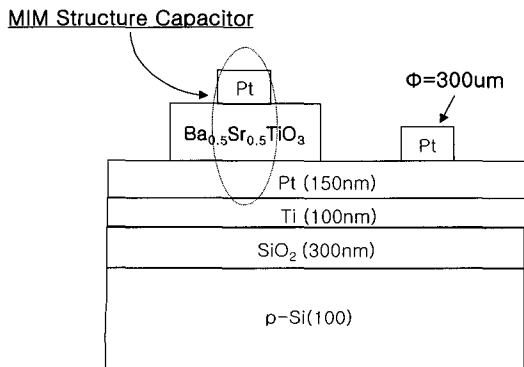 MIM Structure Capacitor
Φ=300um
Pt
Ba0.5Sr0.5TiO3
Pt
Pt (150nm)
Ti (100nm)
SiO2 (300nm)
p-Si(100)